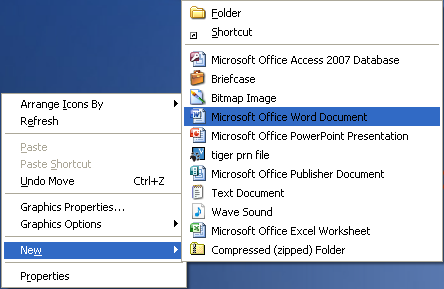 Arrange Icons By
Refresh
Paste
Paste Shortcut
Undo Move Ctrl+Z
Graphics Properties...
Graphics Options
New
Properties
Folder
Shortcut
Microsoft Office Access 2007 Database
Briefcase
Bitmap Image
Microsoft Office Word Document
Microsoft Office PowerPoint Presentation
tiger prn file
Microsoft Office Publisher Document
Text Document
Wave Sound
Microsoft Office Excel Worksheet
Compressed (zipped) Folder